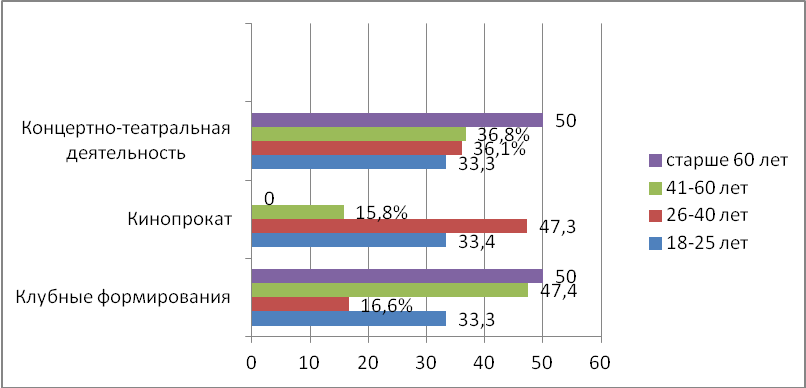 Концертно-театральная
деятельность
50
36,8%
36,1%
33,3
Кинопрокат
0
15,8%
47,3
33,4
Клубные формирования
50
47,4
16,6%
33,3
0 10 20 30 40 50 60
старше 60 лет
41-60 лет
26-40 лет
18-25 лет